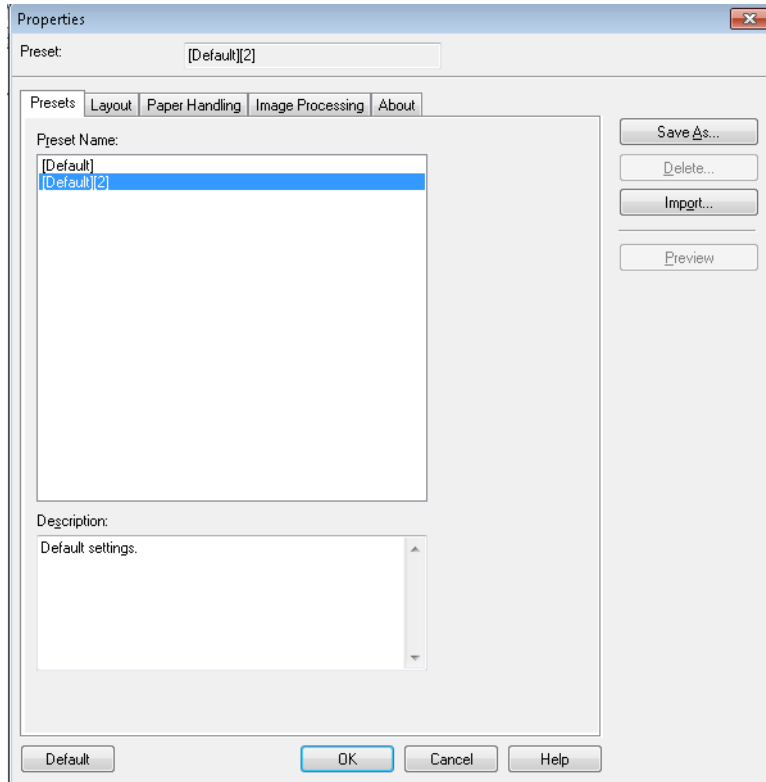 Properties
Preset: [Default][2]
Presets Layout Paper Handling Image Processing About
Preset Name:
[Default]
[Default][2]
Save As...
Delete...
Import...
Preview
Description:
Default settings.
Default OK Cancel Help